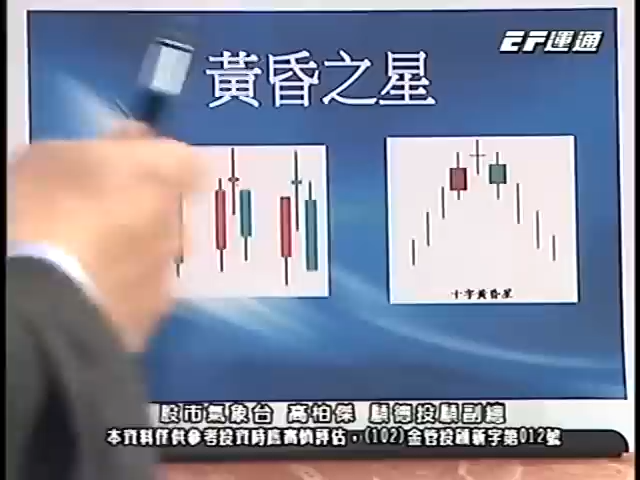 EF運通
黃昏之星
十字黃昏星
股市氣象台 高柏傑 顧德投顧副總
本資料僅供參考投資時應審慎評估，(102)金管投顧新字第012號